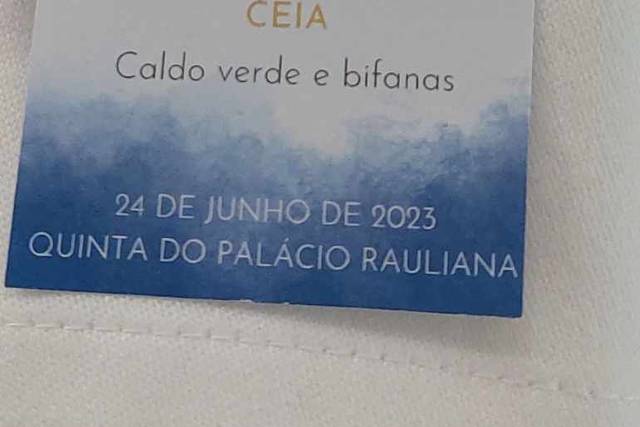 CEIA
Caldo verde e bifanas
24 DE JUNHO DE 2023
QUINTA DO PALÁCIO RAULIANA